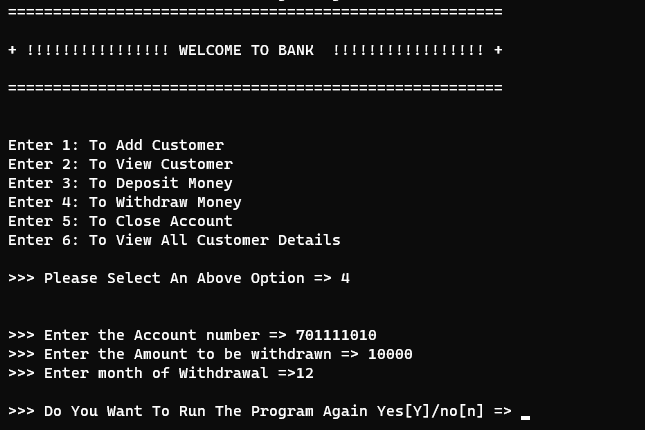 =======================================================
+ !!!!!!!!!!!!!!!! WELCOME TO BANK  !!!!!!!!!!!!!!!!! +
=======================================================
Enter 1: To Add Customer
Enter 2: To View Customer
Enter 3: To Deposit Money
Enter 4: To Withdraw Money
Enter 5: To Close Account
Enter 6: To View All Customer Details
>>> Please Select An Above Option => 4
>>> Enter the Account number => 701111010
>>> Enter the Amount to be withdrawn => 10000
>>> Enter month of Withdrawal =>12
>>> Do You Want To Run The Program Again Yes[Y]/no[n] =>